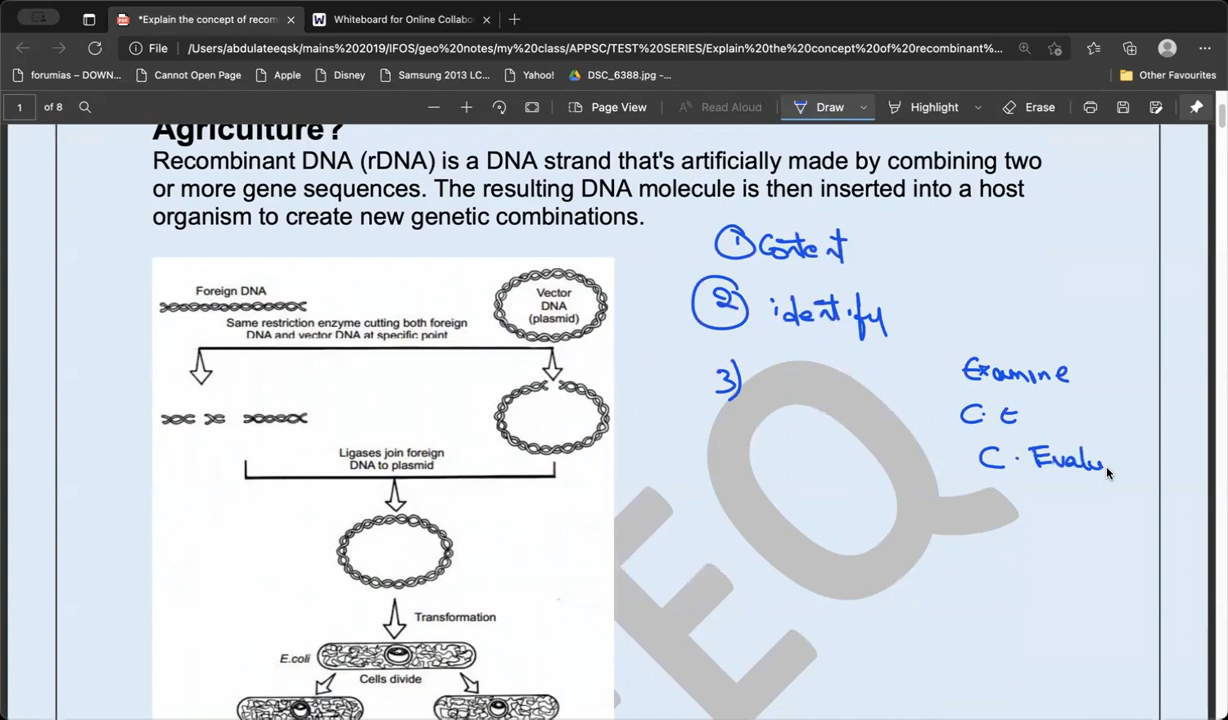 *Explain the concept of recom
Whiteboard for Online Collabo
File
/Users/abdulateeqsk/mains%202019/IFOS/geo%20notes/my%20class/APPSC/TEST%20SERIES/Explain%20the%20concept%20of%20recombinant%...
forumias – DOWN...
Cannot Open Page
Apple
Disney
Samsung 2013 LC...
Yahoo!
DSC_6388.jpg -...
Other Favourites
1 of 8
Page View
Read Aloud
Draw
Highlight
Erase
Agriculture?
Recombinant DNA (rDNA) is a DNA strand that's artificially made by combining two
or more gene sequences. The resulting DNA molecule is then inserted into a host
organism to create new genetic combinations.
① Content
② identify
3)
Examine
C. E
C. Evalu
Foreign DNA
Vector
DNA
(plasmid)
Same restriction enzyme cutting both foreign
DNA and vector DNA at specific point
Ligases join foreign
DNA to plasmid
Transformation
E.coli
Cells divide
EQ